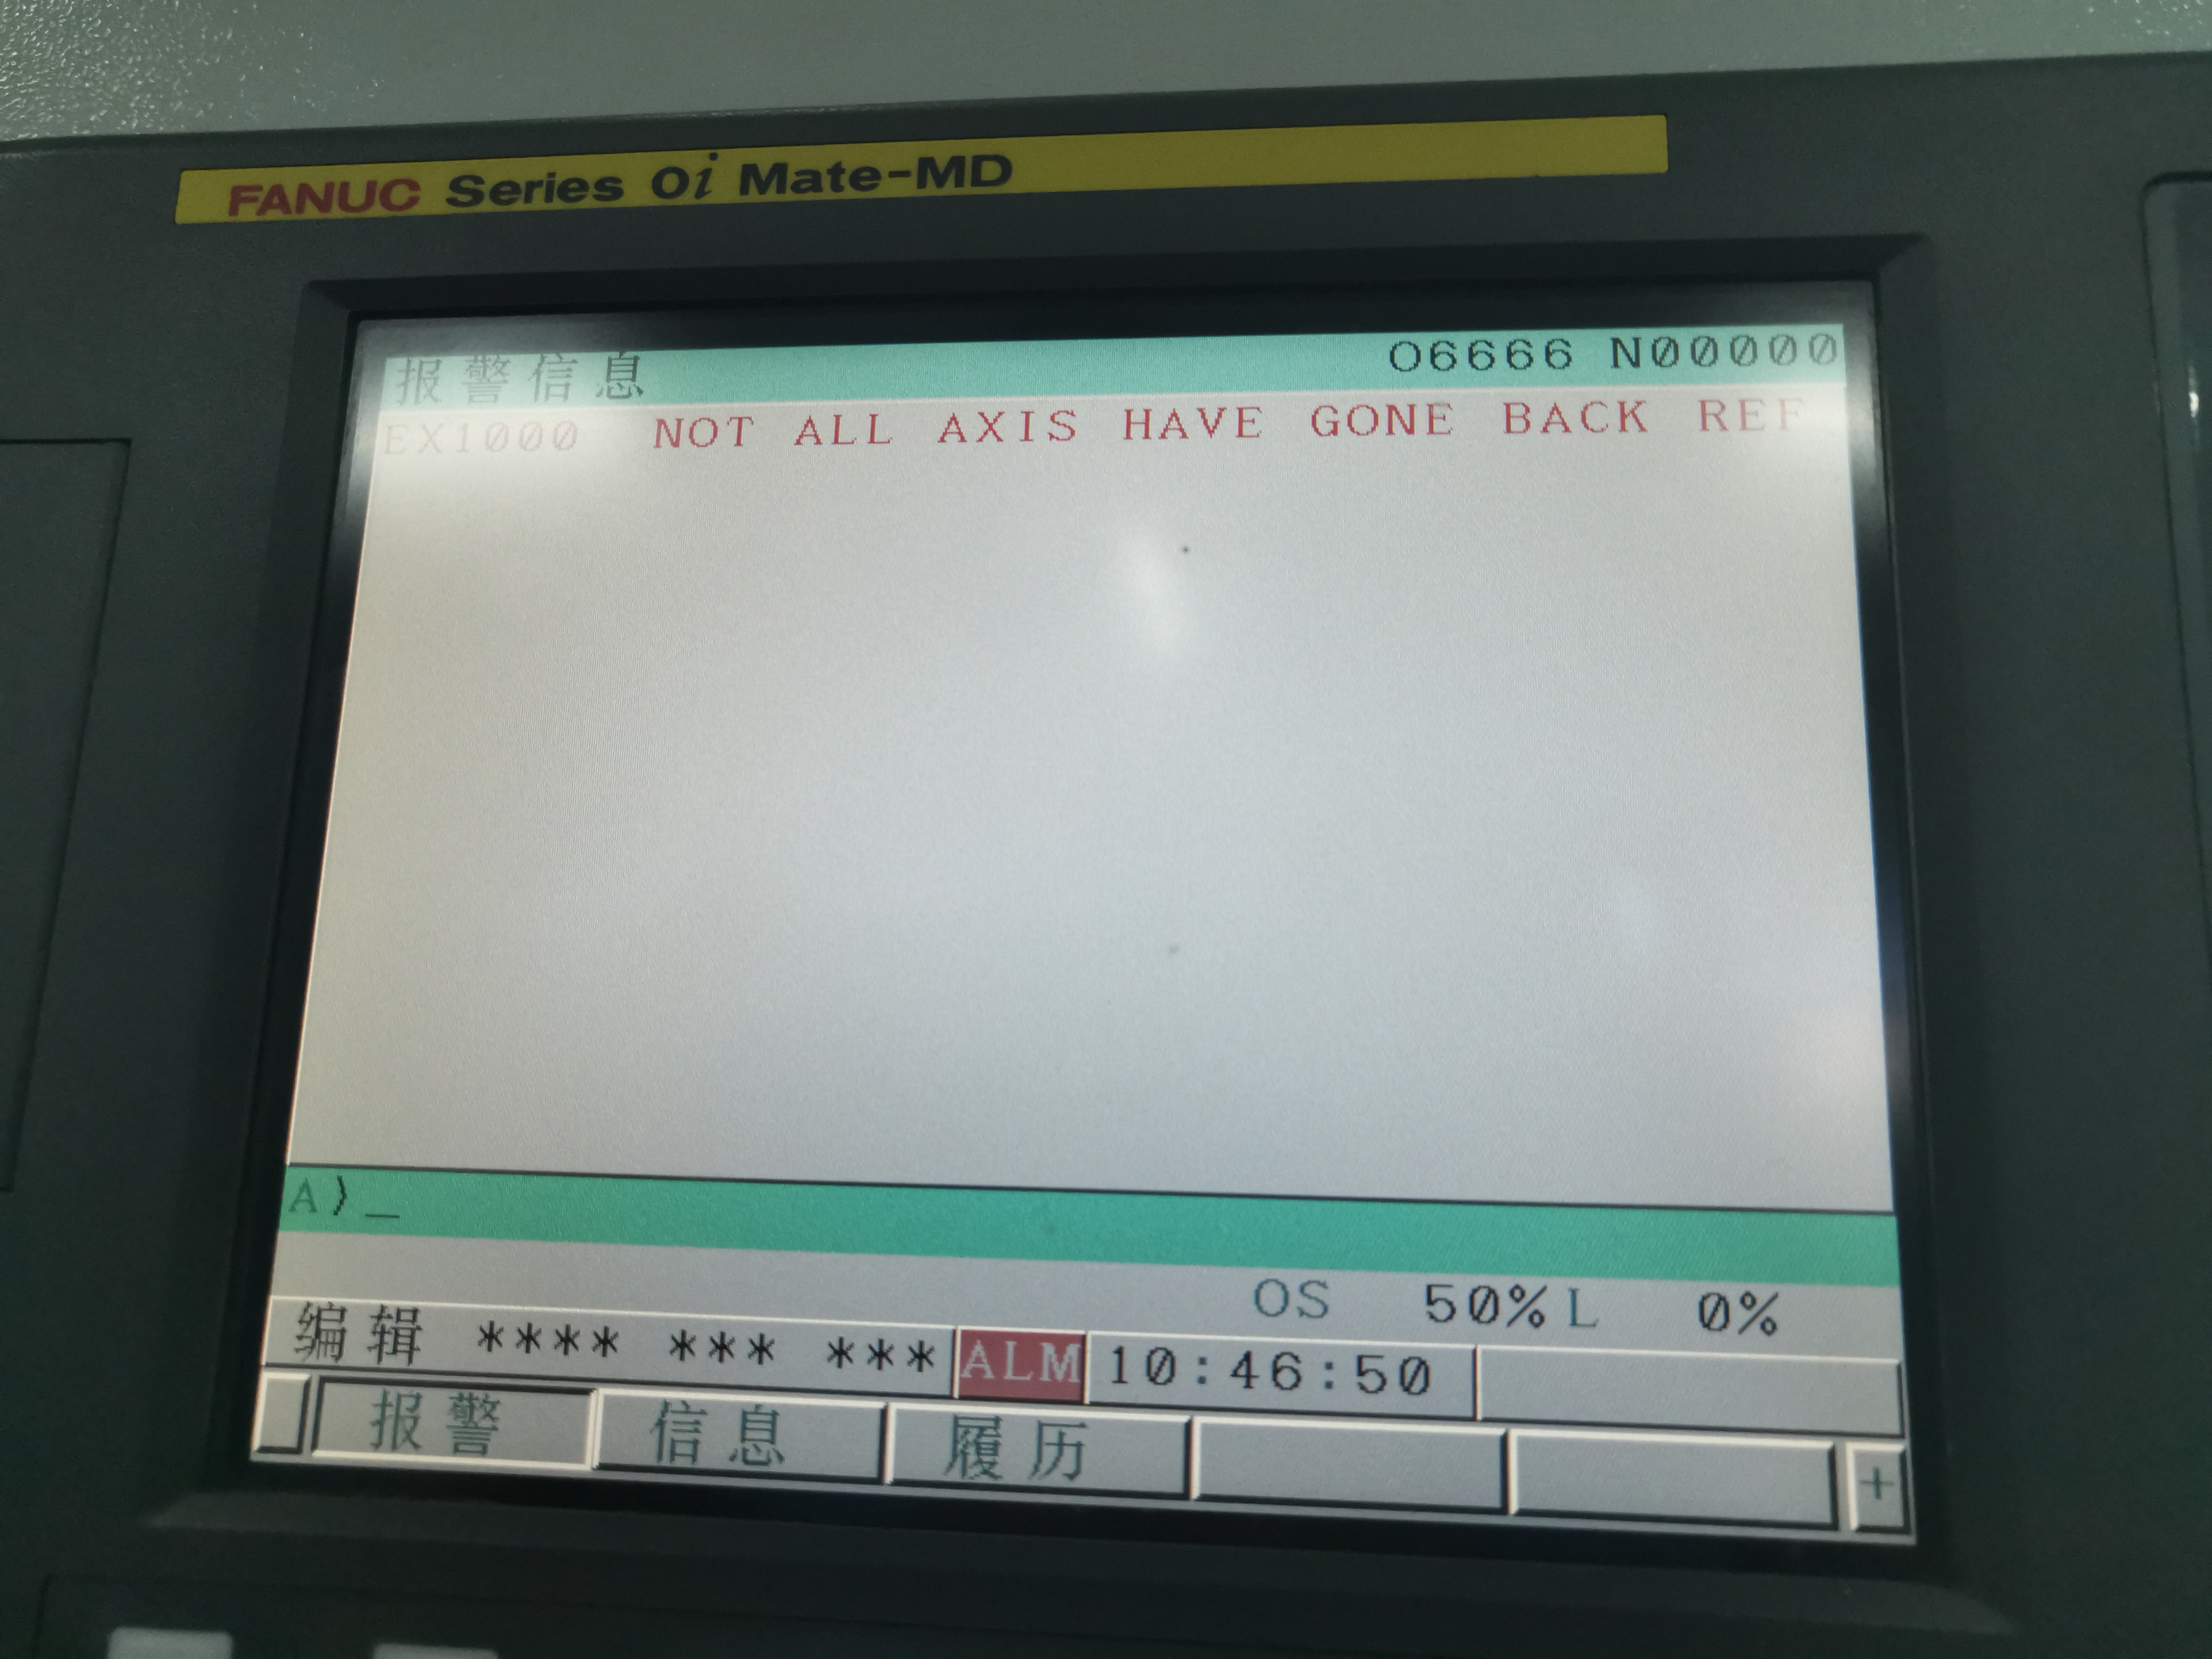 FANUC Series 0i Mate-MD
报警信息 O6666 N00000
EX1000 NOT ALL AXIS HAVE GONE BACK REF
A)_
OS 50% L 0%
编辑 **** *** *** ALM 10:46:50
报警 信息 履历 +